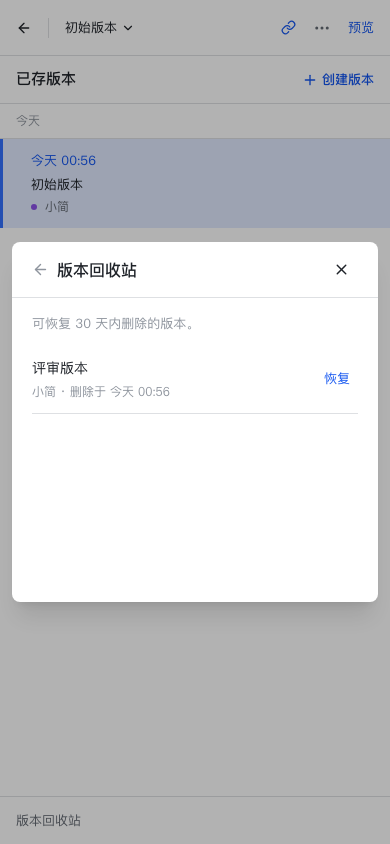 初始版本
预览
已存版本
创建版本
今天
今天 00:56
初始版本
小简
版本回收站
可恢复 30 天内删除的版本。
评审版本
小简 · 删除于 今天 00:56
恢复
版本回收站